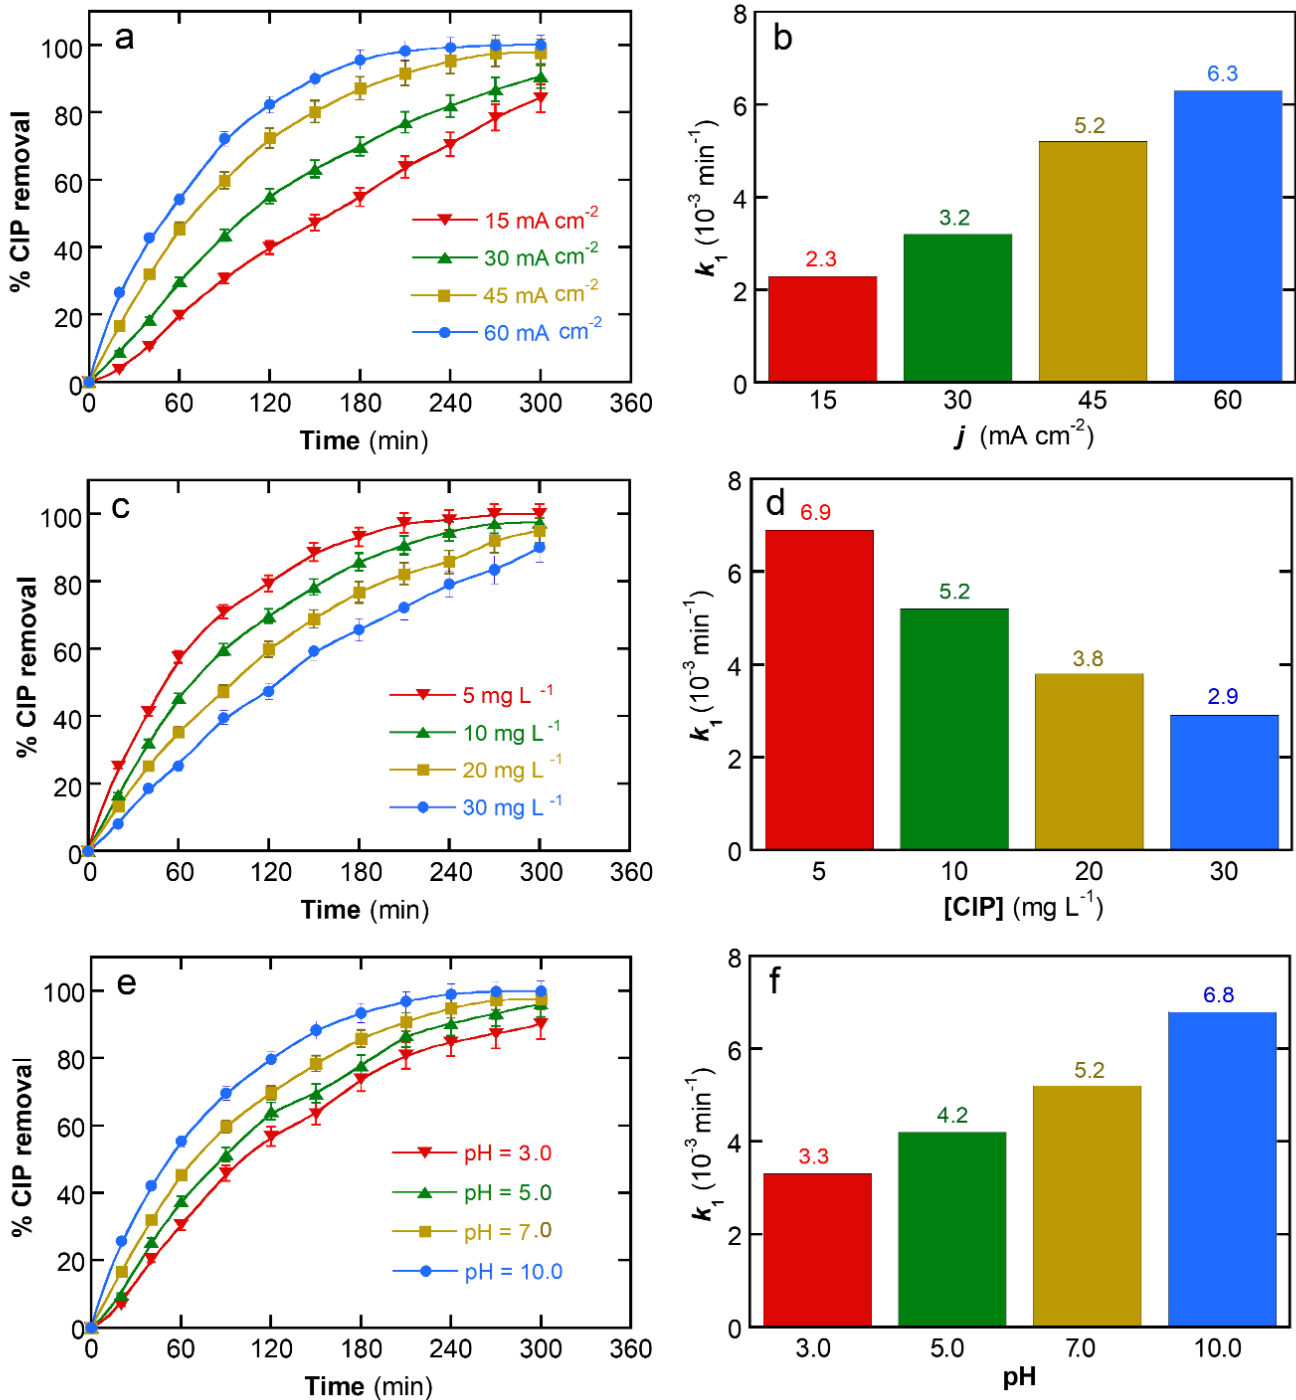 a
% CIP removal
100
80
60
40
20
0
15 mA cm⁻²
30 mA cm⁻²
45 mA cm⁻²
60 mA cm⁻²
0 60 120 180 240 300 360
Time (min)
b
k₁ (10⁻³ min⁻¹)
8
6
4
2
0
2.3
3.2
5.2
6.3
15 30 45 60
j (mA cm⁻²)
c
% CIP removal
100
80
60
40
20
0
5 mg L⁻¹
10 mg L⁻¹
20 mg L⁻¹
30 mg L⁻¹
0 60 120 180 240 300 360
Time (min)
d
k₁ (10⁻³ min⁻¹)
8
6
4
2
0
6.9
5.2
3.8
2.9
5 10 20 30
[CIP] (mg L⁻¹)
e
% CIP removal
100
80
60
40
20
0
pH = 3.0
pH = 5.0
pH = 7.0
pH = 10.0
0 60 120 180 240 300 360
Time (min)
f
k₁ (10⁻³ min⁻¹)
8
6
4
2
0
3.3
4.2
5.2
6.8
3.0 5.0 7.0 10.0
pH